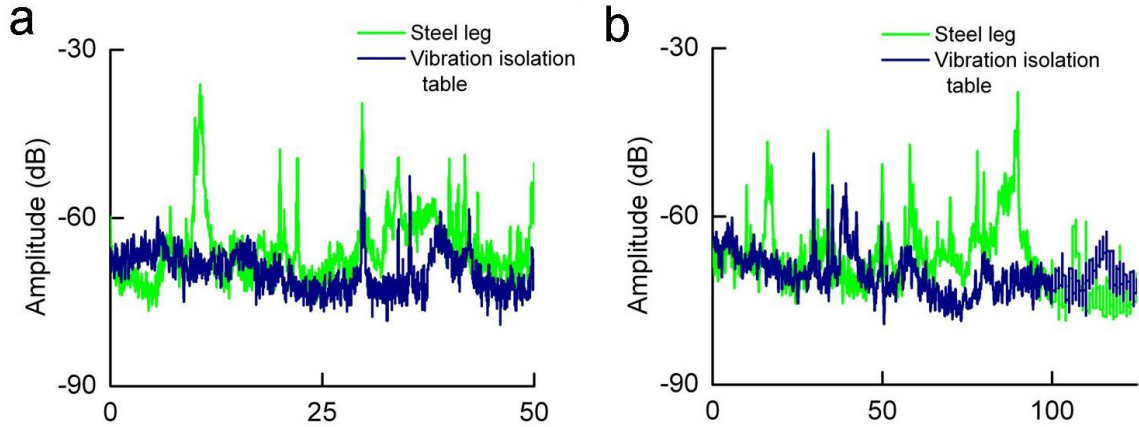 a
Steel leg
Vibration isolation
table
-30
-60
-90
Amplitude (dB)
0 25 50
b
Steel leg
Vibration isolation
table
-30
-60
-90
Amplitude (dB)
0 50 100